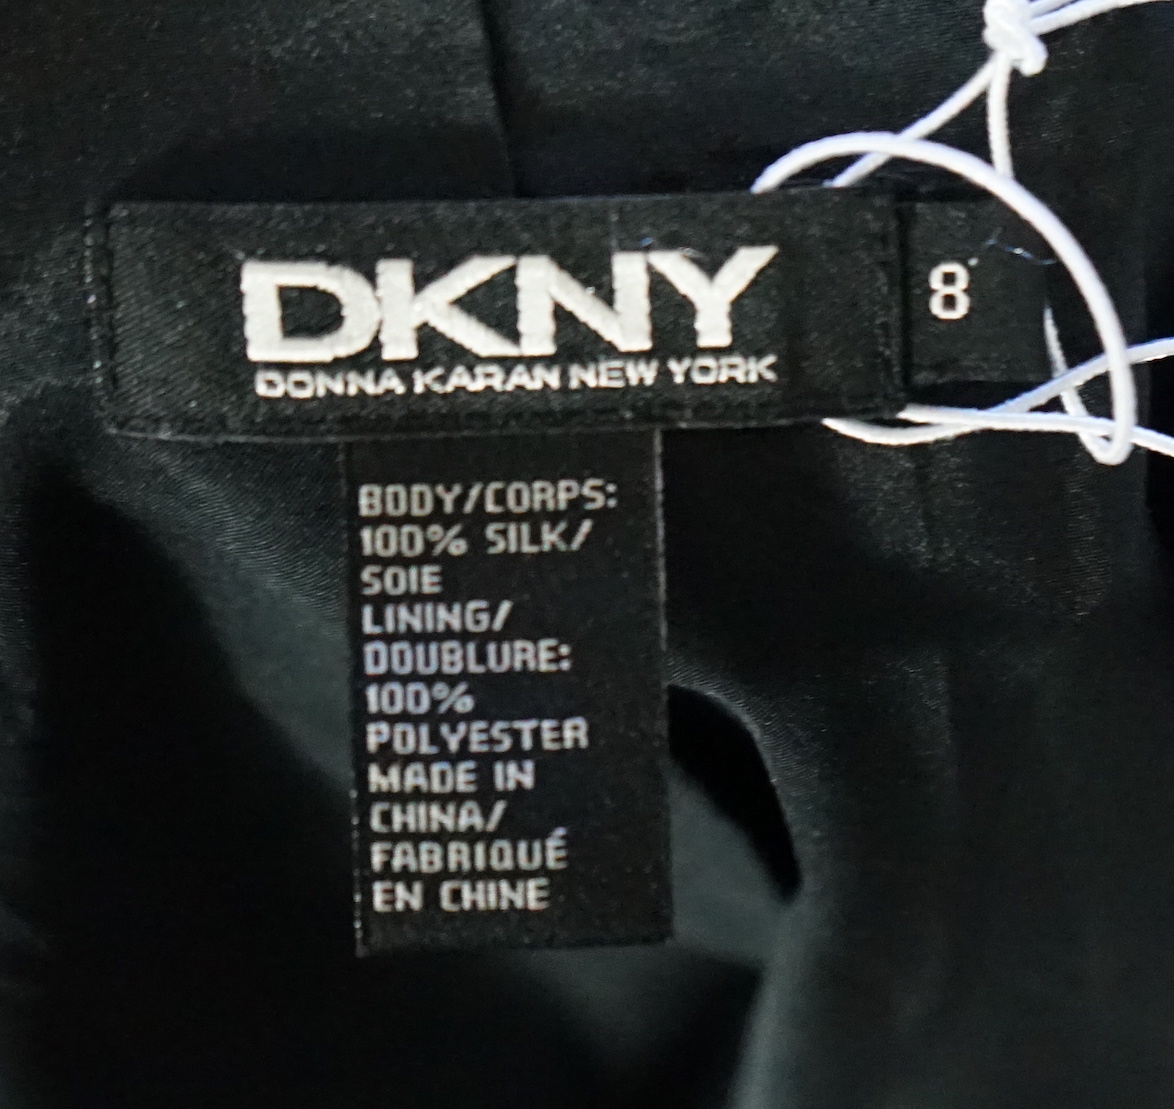 DKNY
DONNA KARAN NEW YORK
8
BODY/CORPS:
100% SILK/
SOIE
LINING/
DOUBLURE:
100%
POLYESTER
MADE IN
CHINA/
FABRIQUÉ
EN CHINE